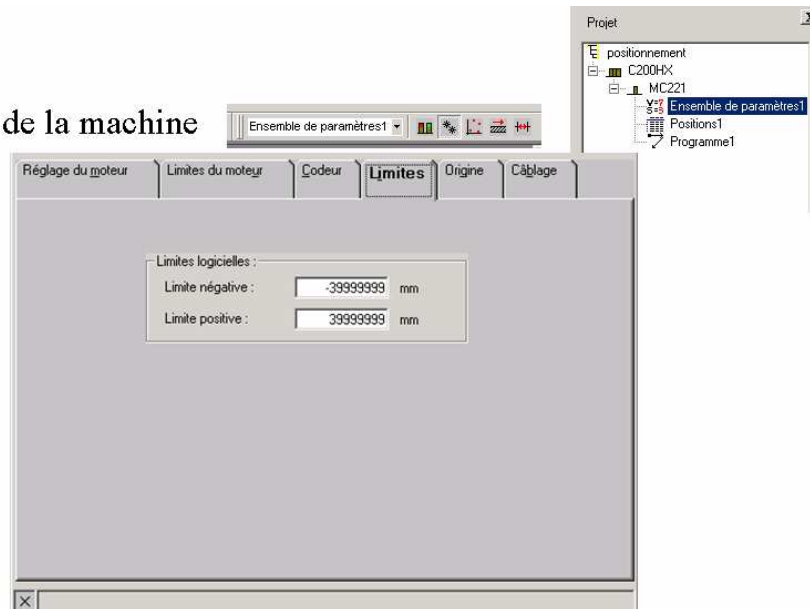 Projet
positionnement
C200HX
MC221
Ensemble de paramètres1
Positions1
Programme1
de la machine
Ensemble de paramètres1
Réglage du moteur
Limites du moteur
Codeur
Limites
Origine
Câblage
Limites logicielles :
Limite négative : -39999999 mm
Limite positive : 39999999 mm